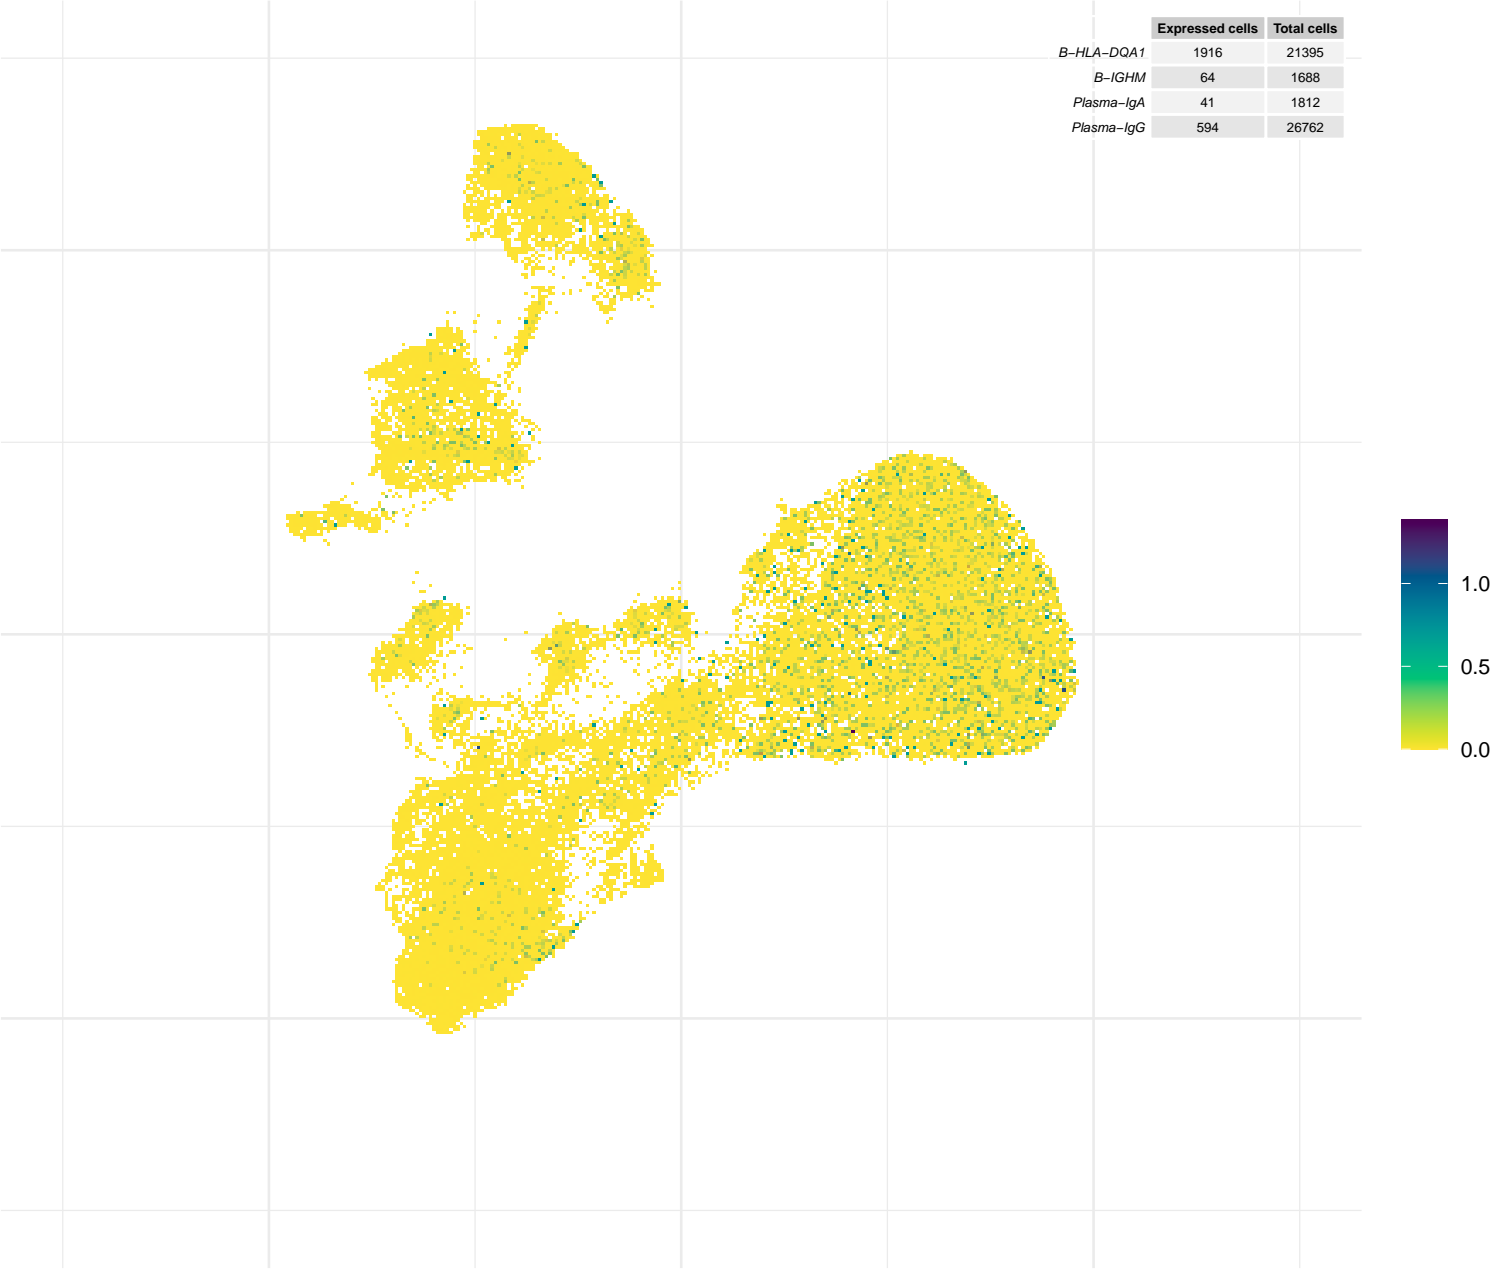 Expressed cells Total cells
B−HLA−DQA1 1916 21395
B−IGHM 64 1688
Plasma−IgA 41 1812
Plasma−IgG 594 26762
1.0
0.5
0.0